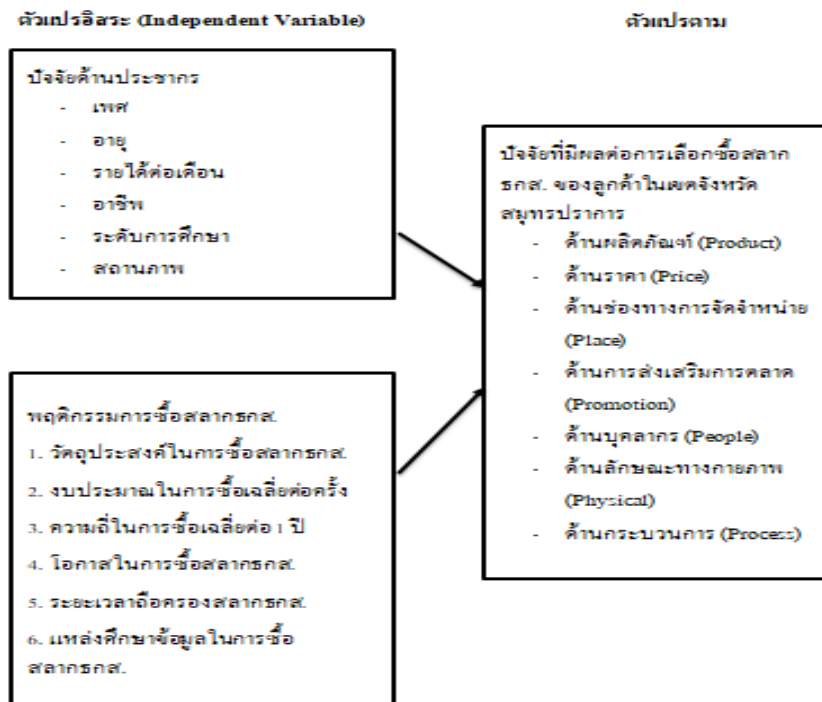 ตัวแปรอิสระ (Independent Variable)
ปัจจัยด้านประชากร
- เพศ
- อายุ
- รายได้ต่อเดือน
- อาชีพ
- ระดับการศึกษา
- สถานภาพ
พฤติกรรมการซื้อสลากธกส.
1. วัตถุประสงค์ในการซื้อสลากธกส.
2. งบประมาณในการซื้อเฉลี่ยต่อครั้ง
3. ความถี่ในการซื้อเฉลี่ยต่อ 1 ปี
4. โอกาสในการซื้อสลากธกส.
5. ระยะเวลาถือครองสลากธกส.
6. แหล่งศึกษาข้อมูลในการซื้อ
สลากธกส.
ตัวแปรตาม
ปัจจัยที่มีผลต่อการเลือกซื้อสลาก
ธกส. ของลูกค้าในเขตจังหวัด
สมุทรปราการ
- ด้านผลิตภัณฑ์ (Product)
- ด้านราคา (Price)
- ด้านช่องทางการจัดจำหน่าย
(Place)
- ด้านการส่งเสริมการตลาด
(Promotion)
- ด้านบุคลากร (People)
- ด้านลักษณะทางกายภาพ
(Physical)
- ด้านกระบวนการ (Process)